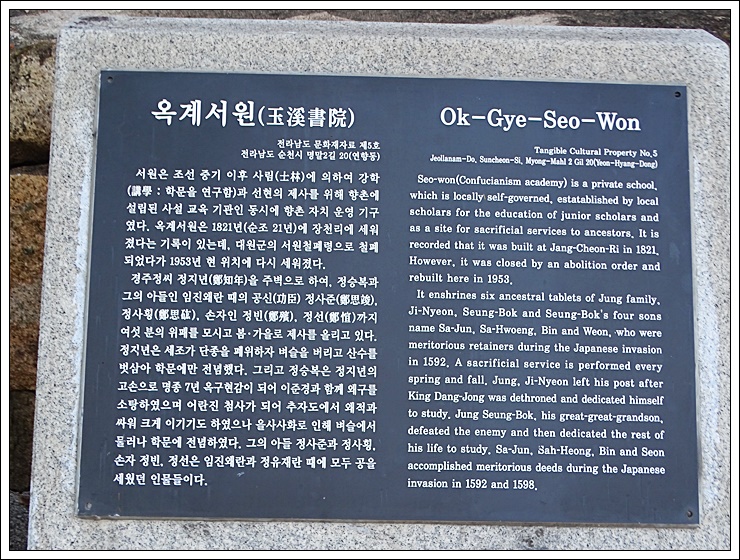 옥계서원(玉溪書院)
전라남도 문화재자료 제5호
전라남도 순천시 명말2길 20(연향동)
서원은 조선 중기 이후 사림(士林)에 의하여 강학
(講學 : 학문을 연구함)과 선현의 제사를 위해 향촌에
설립된 사설 교육 기관인 동시에 향촌 자치 운영 기구
였다. 옥계서원은 1821년(순조 21년)에 장천리에 세워
졌다는 기록이 있는데, 대원군의 서원철폐령으로 철폐
되었다가 1953년 현 위치에 다시 세워졌다.
경주정씨 정지년(鄭知年)을 주벽으로 하여, 정승복과
그의 아들인 임진왜란 때의 공신(功臣) 정사준(鄭思竣),
정사횡(鄭思竑), 손자인 정빈(鄭殯), 정선(鄭愃)까지
여섯 분의 위패를 모시고 봄·가을로 제사를 올리고 있다.
정지년은 세조가 단종을 폐위하자 벼슬을 버리고 산수를
벗삼아 학문에만 전념했다. 그리고 정승복은 정지년의
고손으로 명종 7년 옥구현감이 되어 이준경과 함께 왜구를
소탕하였으며 어란진 첨사가 되어 추자도에서 왜적과
싸워 크게 이기기도 하였으나 을사사화로 인해 벼슬에서
물러나 학문에 전념하였다. 그의 아들 정사준과 정사횡,
손자 정빈, 정선은 임진왜란과 정유재란 때에 모두 공을
세웠던 인물들이다.
Ok-Gye-Seo-Won
Tangible Cultural Property No.5
Jeollanam-Do, Suncheon-Si, Myong-Mahl 2 Gil 20(Yeon-Hyang-Dong)
Seo-won(Confucianism academy) is a private school,
which is locally self-governed, estatablished by local
scholars for the education of junior scholars and
as a site for sacrificial services to ancestors. It is
recorded that it was built at Jang-Cheon-Ri in 1821.
However, it was closed by an abolition order and
rebuilt here in 1953.
It enshrines six ancestral tablets of Jung family,
Ji-Nyeon, Seung-Bok and Seung-Bok's four sons
name Sa-Jun, Sa-Hwoeng, Bin and Weon, who were
meritorious retainers during the Japanese invasion
in 1592. A sacrificial service is performed every
spring and fall. Jung, Ji-Nyeon left his post after
King Dang-Jong was dethroned and dedicated himself
to study. Jung Seung-Bok, his great-great-grandson,
defeated the enemy and then dedicated the rest of
his life to study. Sa-Jun, Sah-Heong, Bin and Seon
accomplished meritorious deeds during the Japanese
invasion in 1592 and 1598.